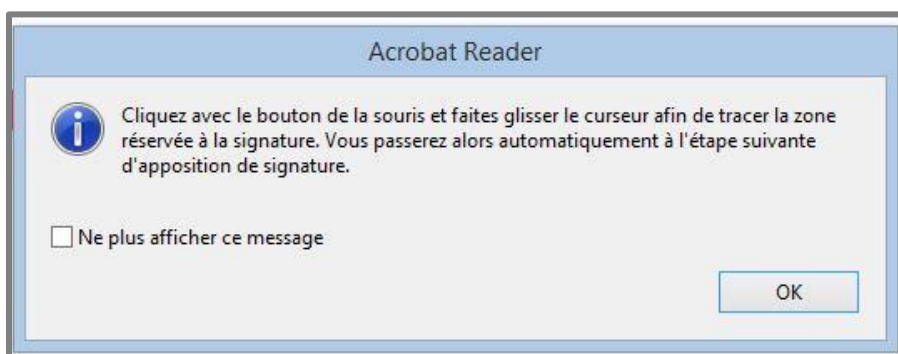 Acrobat Reader
Cliquez avec le bouton de la souris et faites glisser le curseur afin de tracer la zone
réservée à la signature. Vous passerez alors automatiquement à l'étape suivante
d'apposition de signature.
Ne plus afficher ce message
OK